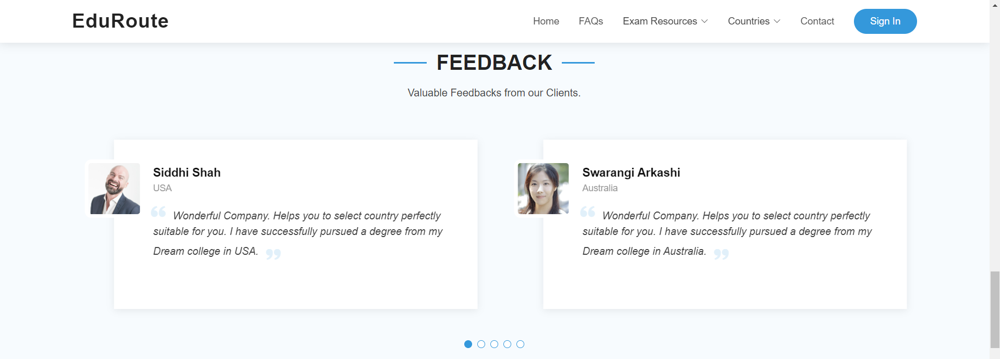 EduRoute
Home FAQs Exam Resources Countries Contact Sign In
FEEDBACK
Valuable Feedbacks from our Clients.
Siddhi Shah
USA
“ Wonderful Company. Helps you to select country perfectly
suitable for you. I have successfully pursued a degree from my
Dream college in USA. ”
Swarangi Arkashi
Australia
“ Wonderful Company. Helps you to select country perfectly
suitable for you. I have successfully pursued a degree from my
Dream college in Australia. ”